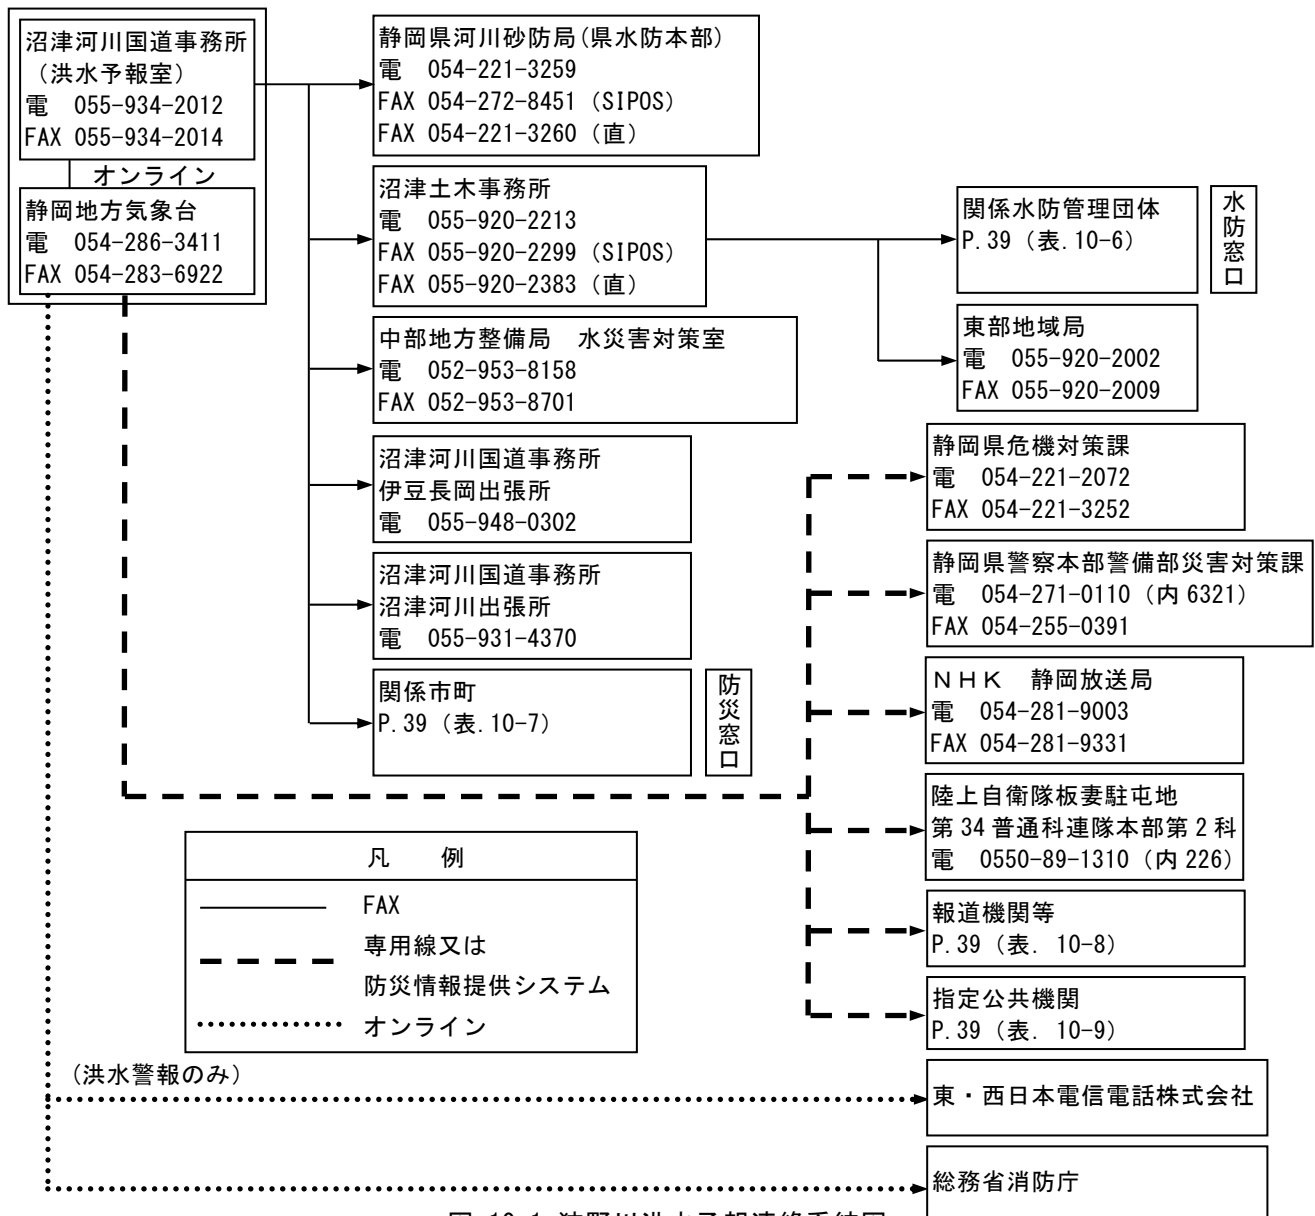 沼津河川国道事務所
（洪水予報室）
電　055-934-2012
FAX 055-934-2014
オンライン
静岡地方気象台
電　054-286-3411
FAX 054-283-6922
静岡県河川砂防局(県水防本部)
電　054-221-3259
FAX 054-272-8451（SIPOS）
FAX 054-221-3260（直）
沼津土木事務所
電　055-920-2213
FAX 055-920-2299（SIPOS）
FAX 055-920-2383（直）
中部地方整備局　水災害対策室
電　052-953-8158
FAX 052-953-8701
沼津河川国道事務所
伊豆長岡出張所
電　055-948-0302
沼津河川国道事務所
沼津河川出張所
電　055-931-4370
関係市町
P.39（表.10-7）
防災窓口
関係水防管理団体
P.39（表.10-6）
水防窓口
東部地域局
電　055-920-2002
FAX 055-920-2009
静岡県危機対策課
電　054-221-2072
FAX 054-221-3252
静岡県警察本部警備部災害対策課
電　054-271-0110（内 6321）
FAX 054-255-0391
ＮＨＫ　静岡放送局
電　054-281-9003
FAX 054-281-9331
陸上自衛隊板妻駐屯地
第 34 普通科連隊本部第 2 科
電　0550-89-1310（内 226）
報道機関等
P.39（表. 10-8）
指定公共機関
P.39（表. 10-9）
凡　例
FAX
専用線又は
防災情報提供システム
オンライン
（洪水警報のみ）
東・西日本電信電話株式会社
総務省消防庁